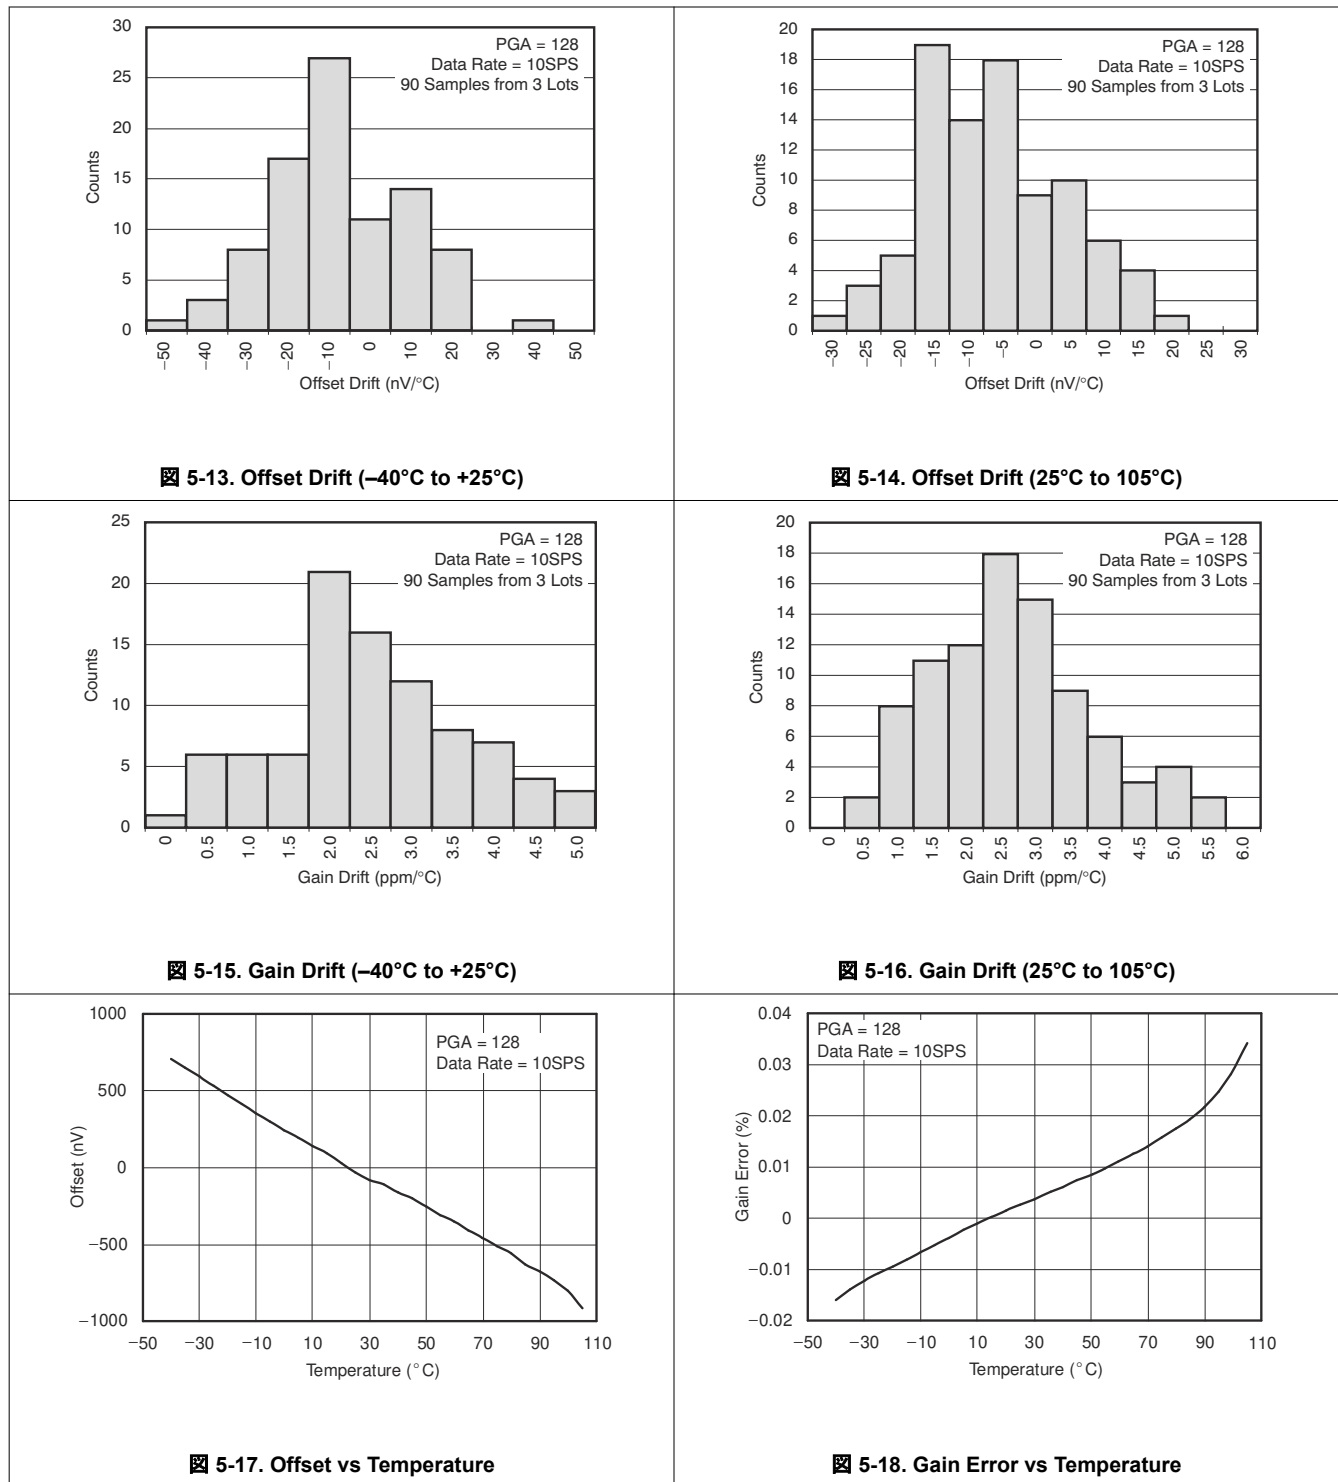 30
25
20
15
10
5
0
Counts
PGA = 128
Data Rate = 10SPS
90 Samples from 3 Lots
−50 −40 −30 −20 −10 0 10 20 30 40 50
Offset Drift (nV/°C)
図 5-13. Offset Drift (–40°C to +25°C)
20
18
16
14
12
10
8
6
4
2
0
Counts
PGA = 128
Data Rate = 10SPS
90 Samples from 3 Lots
−30 −25 −20 −15 −10 −5 0 5 10 15 20 25 30
Offset Drift (nV/°C)
図 5-14. Offset Drift (25°C to 105°C)
25
20
15
10
5
0
Counts
PGA = 128
Data Rate = 10SPS
90 Samples from 3 Lots
0 0.5 1.0 1.5 2.0 2.5 3.0 3.5 4.0 4.5 5.0
Gain Drift (ppm/°C)
図 5-15. Gain Drift (–40°C to +25°C)
20
18
16
14
12
10
8
6
4
2
0
Counts
PGA = 128
Data Rate = 10SPS
90 Samples from 3 Lots
0 0.5 1.0 1.5 2.0 2.5 3.0 3.5 4.0 4.5 5.0 5.5 6.0
Gain Drift (ppm/°C)
図 5-16. Gain Drift (25°C to 105°C)
1000
500
0
−500
−1000
Offset (nV)
PGA = 128
Data Rate = 10SPS
−50 −30 −10 10 30 50 70 90 110
Temperature (°C)
図 5-17. Offset vs Temperature
0.04
0.03
0.02
0.01
0
−0.01
−0.02
Gain Error (%)
PGA = 128
Data Rate = 10SPS
−50 −30 −10 10 30 50 70 90 110
Temperature (°C)
図 5-18. Gain Error vs Temperature